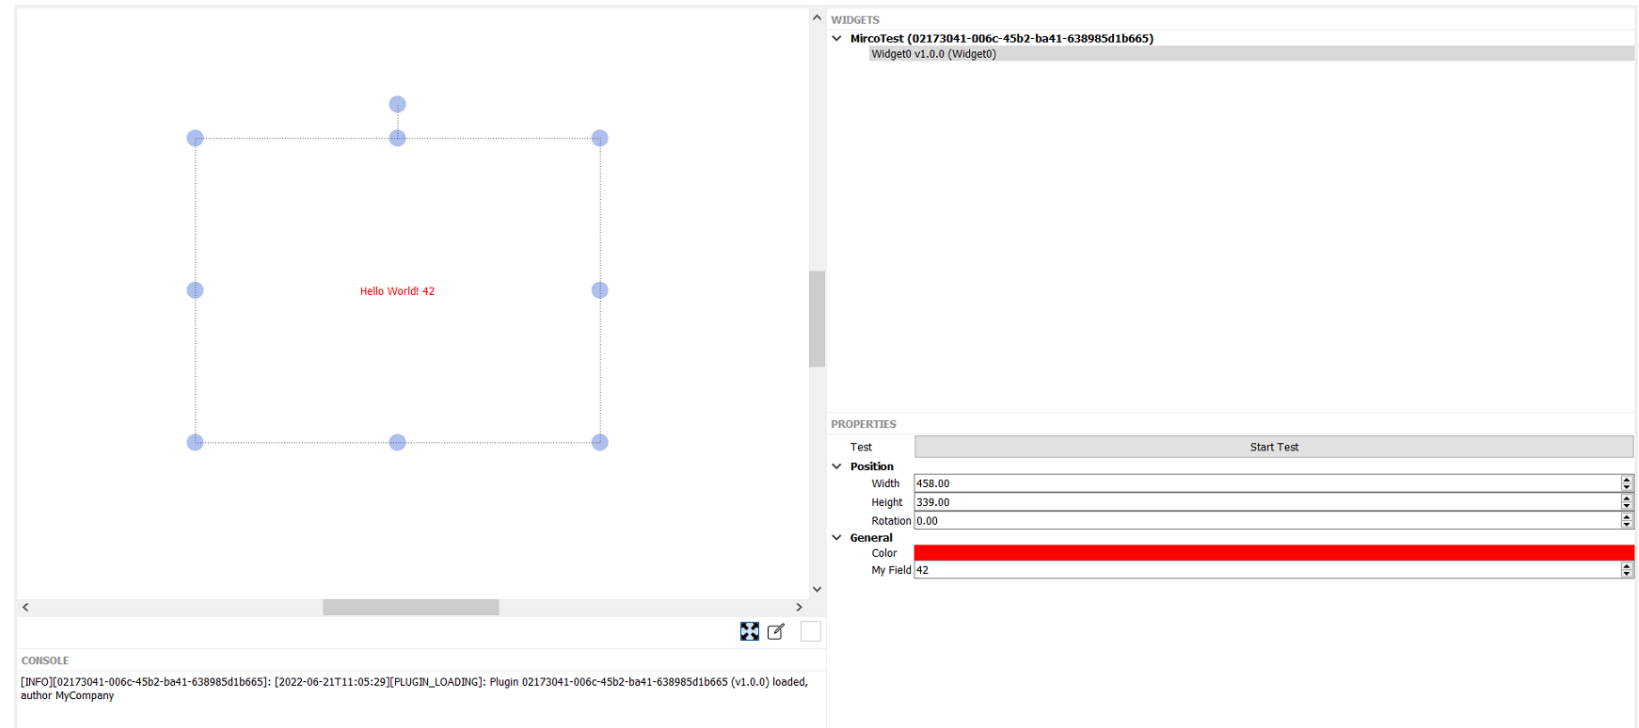 WIDGETS
MircoTest (02173041-006c-45b2-ba41-638985d1b665)
Widget0 v1.0.0 (Widget0)
Hello World! 42
PROPERTIES
Test Start Test
Position
Width 458.00
Height 339.00
Rotation 0.00
General
Color
My Field 42
CONSOLE
[INFO][02173041-006c-45b2-ba41-638985d1b665]: [2022-06-21T11:05:29][PLUGIN_LOADING]: Plugin 02173041-006c-45b2-ba41-638985d1b665 (v1.0.0) loaded,
author MyCompany